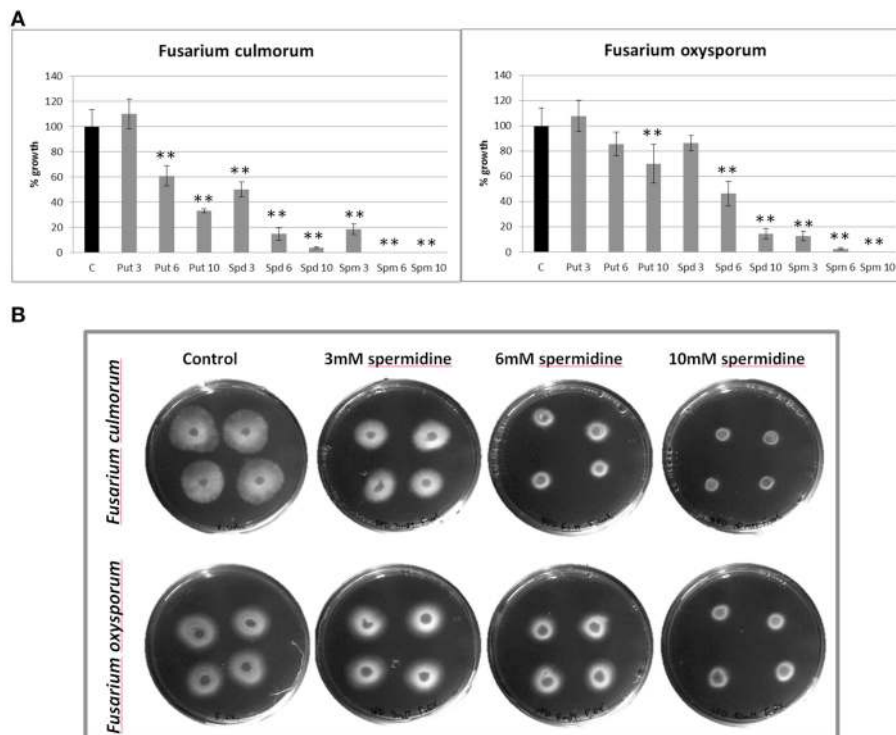 A
Fusarium culmorum
140
120
100
80
60
40
20
0
% growth
** ** ** ** ** ** ** **
C Put 3 Put 6 Put 10 Spd 3 Spd 6 Spd 10 Spm 3 Spm 6 Spm 10
Fusarium oxysporum
140
120
100
80
60
40
20
0
% growth
** ** ** ** ** **
C Put 3 Put 6 Put 10 Spd 3 Spd 6 Spd 10 Spm 3 Spm 6 Spm 10
B
Control 3mM spermidine 6mM spermidine 10mM spermidine
Fusarium culmorum
Fusarium oxysporum